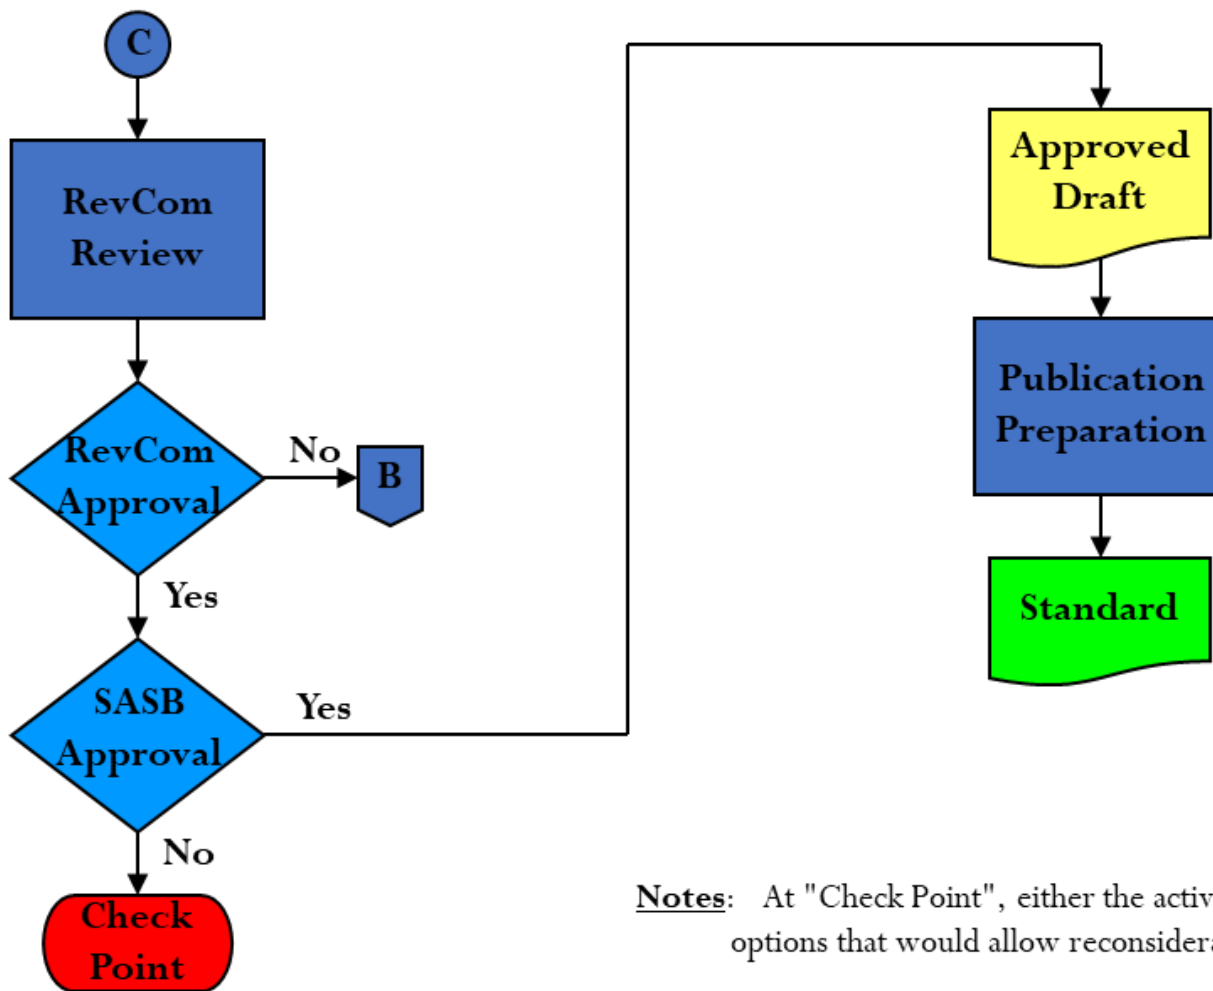 C
RevCom
Review
RevCom
Approval
No
B
Yes
SASB
Approval
Yes
No
Check
Point
Approved
Draft
Publication
Preparation
Standard
Notes: At "Check Point", either the activ
options that would allow reconsidera